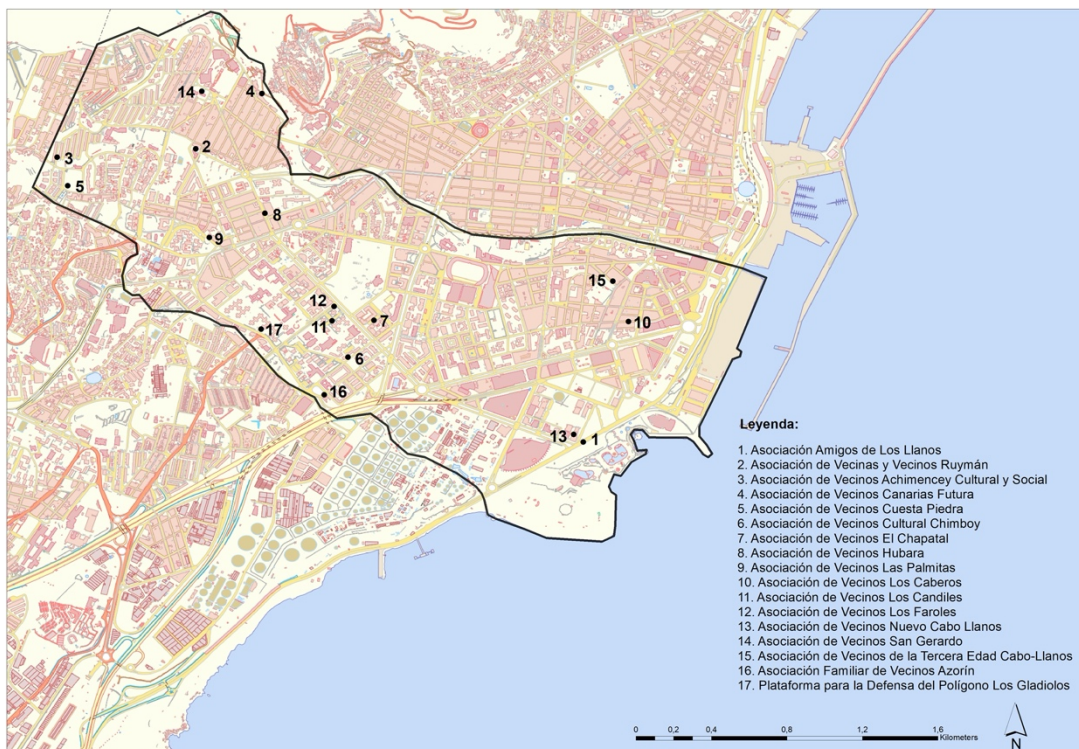 14
4
3
2
5
8
9
15
12
11
7
10
17
6
16
13
1
Leyenda:
1. Asociación Amigos de Los Llanos
2. Asociación de Vecinas y Vecinos Ruymán
3. Asociación de Vecinos Achimencey Cultural y Social
4. Asociación de Vecinos Canarias Futura
5. Asociación de Vecinos Cuesta Piedra
6. Asociación de Vecinos Cultural Chimboy
7. Asociación de Vecinos El Chapatal
8. Asociación de Vecinos Hubara
9. Asociación de Vecinos Las Palmitas
10. Asociación de Vecinos Los Caberos
11. Asociación de Vecinos Los Candiles
12. Asociación de Vecinos Los Faroles
13. Asociación de Vecinos Nuevo Cabo Llanos
14. Asociación de Vecinos San Gerardo
15. Asociación de Vecinos de la Tercera Edad Cabo-Llanos
16. Asociación Familiar de Vecinos Azorín
17. Plataforma para la Defensa del Polígono Los Gladiolos
0 0,2 0,4 0,8 1,2 1,6
Kilometers
N